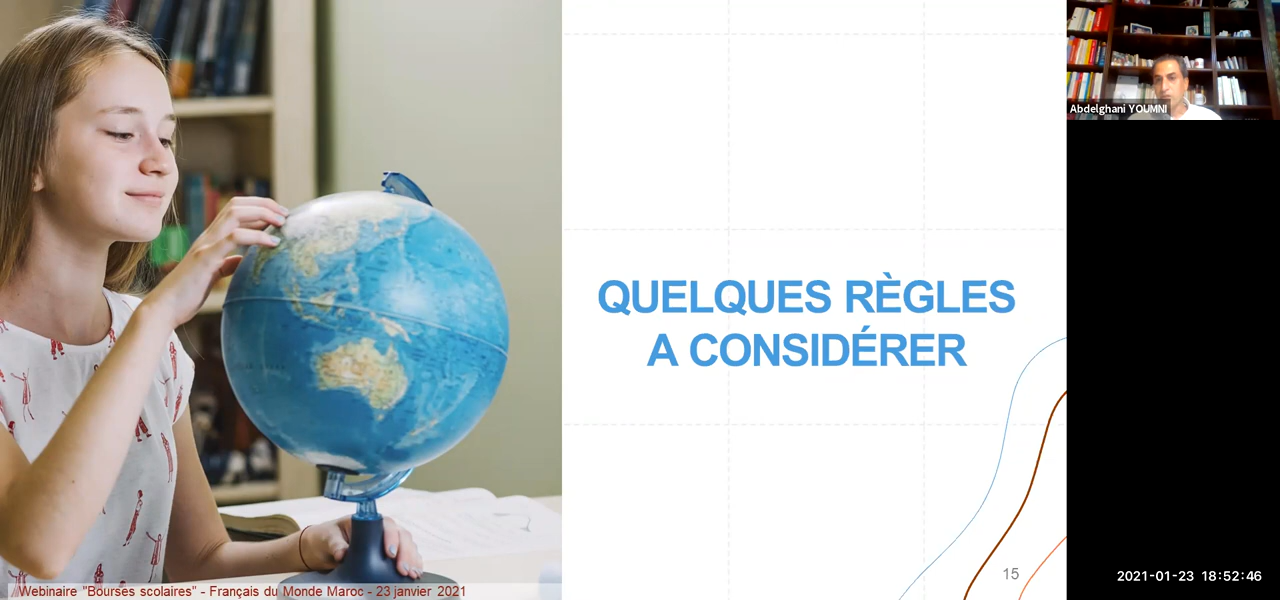 QUELQUES RÈGLES
A CONSIDÉRER
Abdelghani YOUMNI
15
Webinaire "Bourses scolaires" - Français du Monde Maroc - 23 janvier 2021
2021-01-23 18:52:46